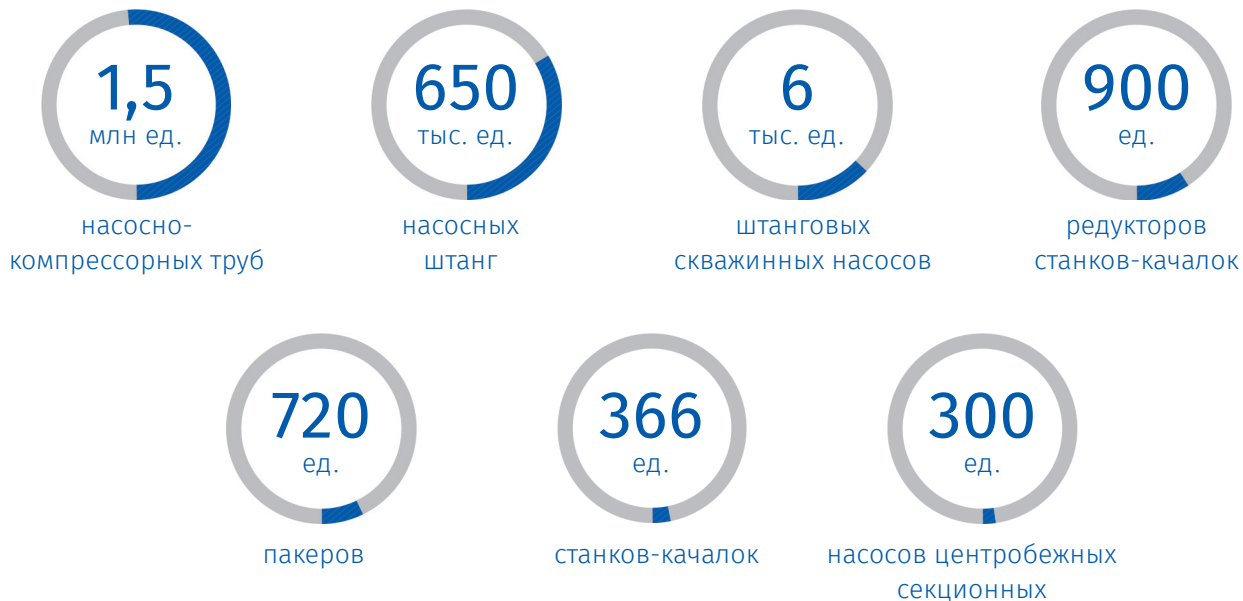 1,5
млн ед.
насосно-
компрессорных труб
650
тыс. ед.
насосных
штанг
6
тыс. ед.
штанговых
скважинных насосов
900
ед.
редукторов
станков-качалок
720
ед.
пакеров
366
ед.
станков-качалок
300
ед.
насосов центробежных
секционных